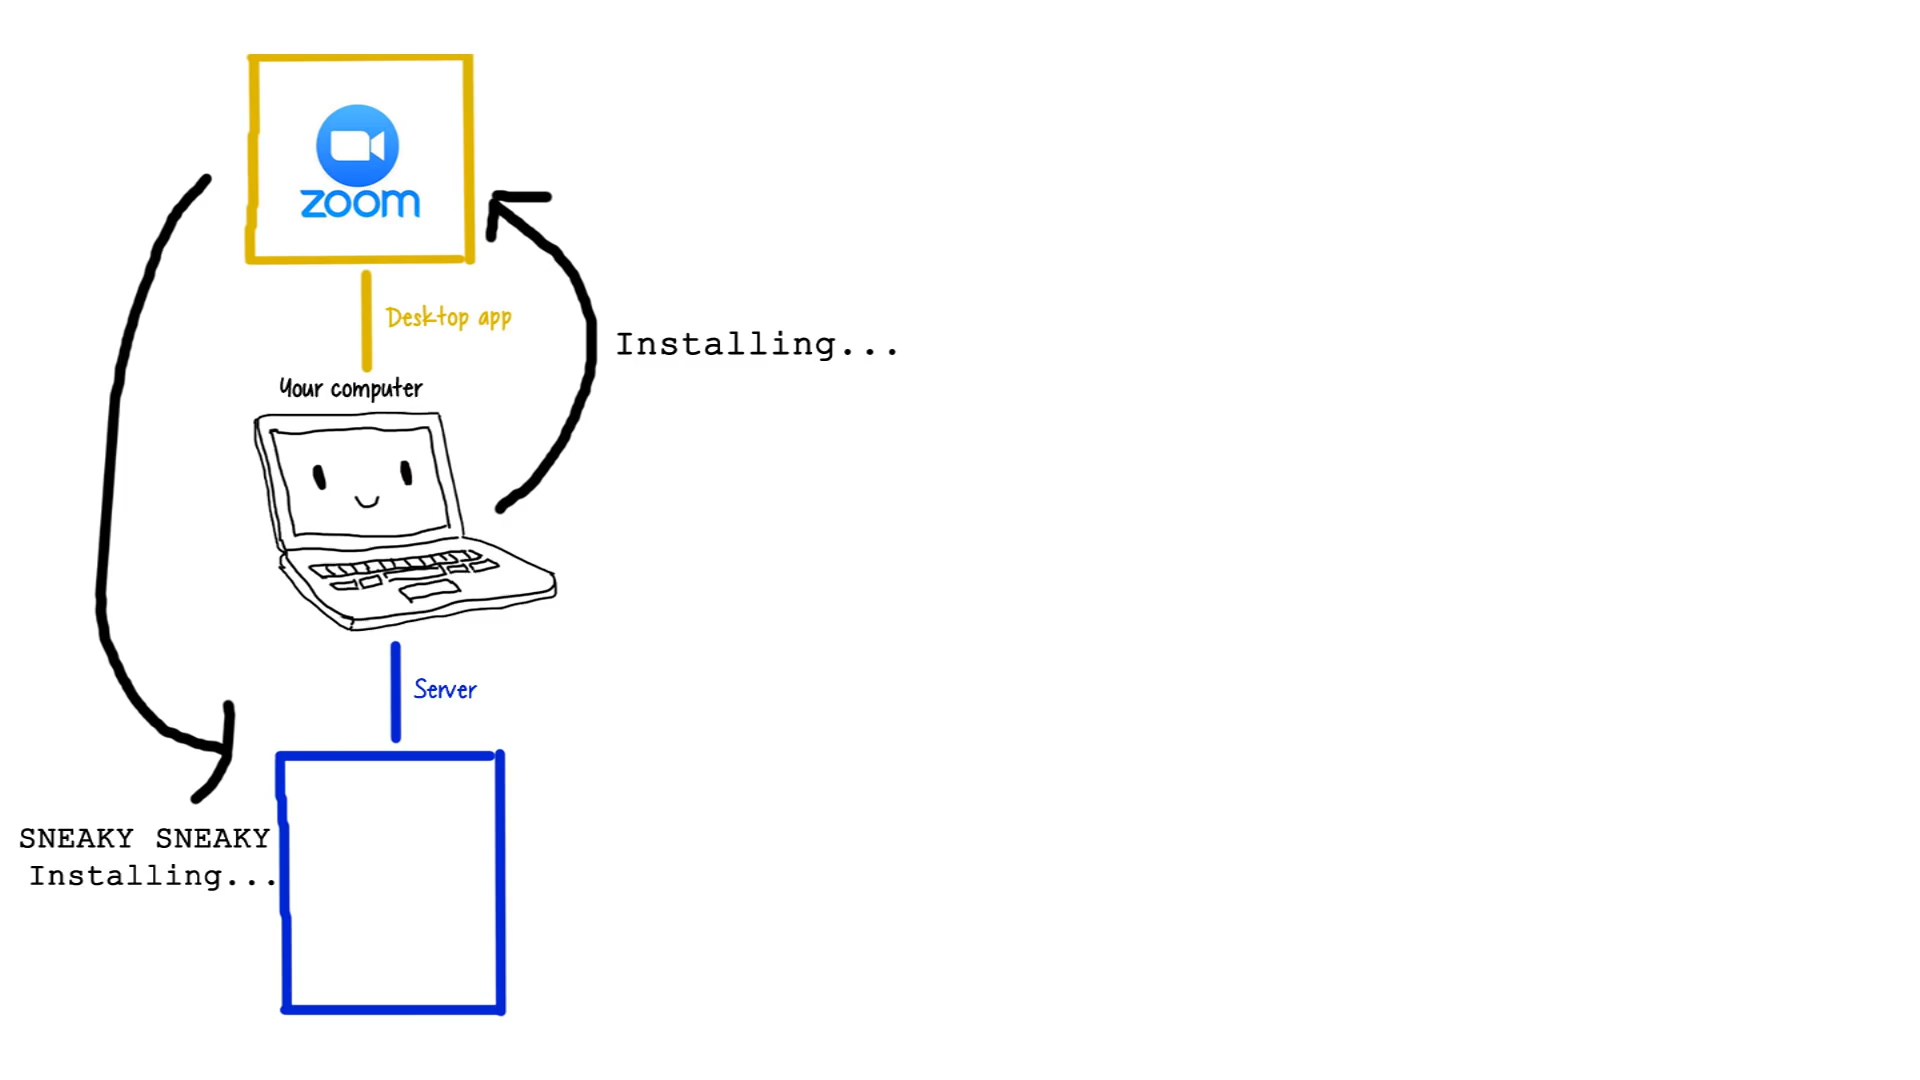 zoom
Desktop app
Installing...
Your computer
Server
SNEAKY SNEAKY
Installing...